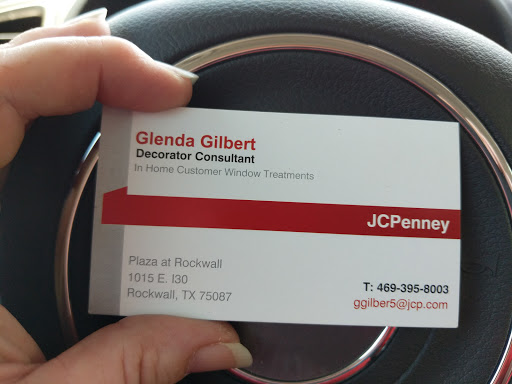 Glenda Gilbert
Decorator Consultant
In Home Customer Window Treatments
JCPenney
Plaza at Rockwall
1015 E. I30
Rockwall, TX 75087
T: 469-395-8003
ggilber5@jcp.com